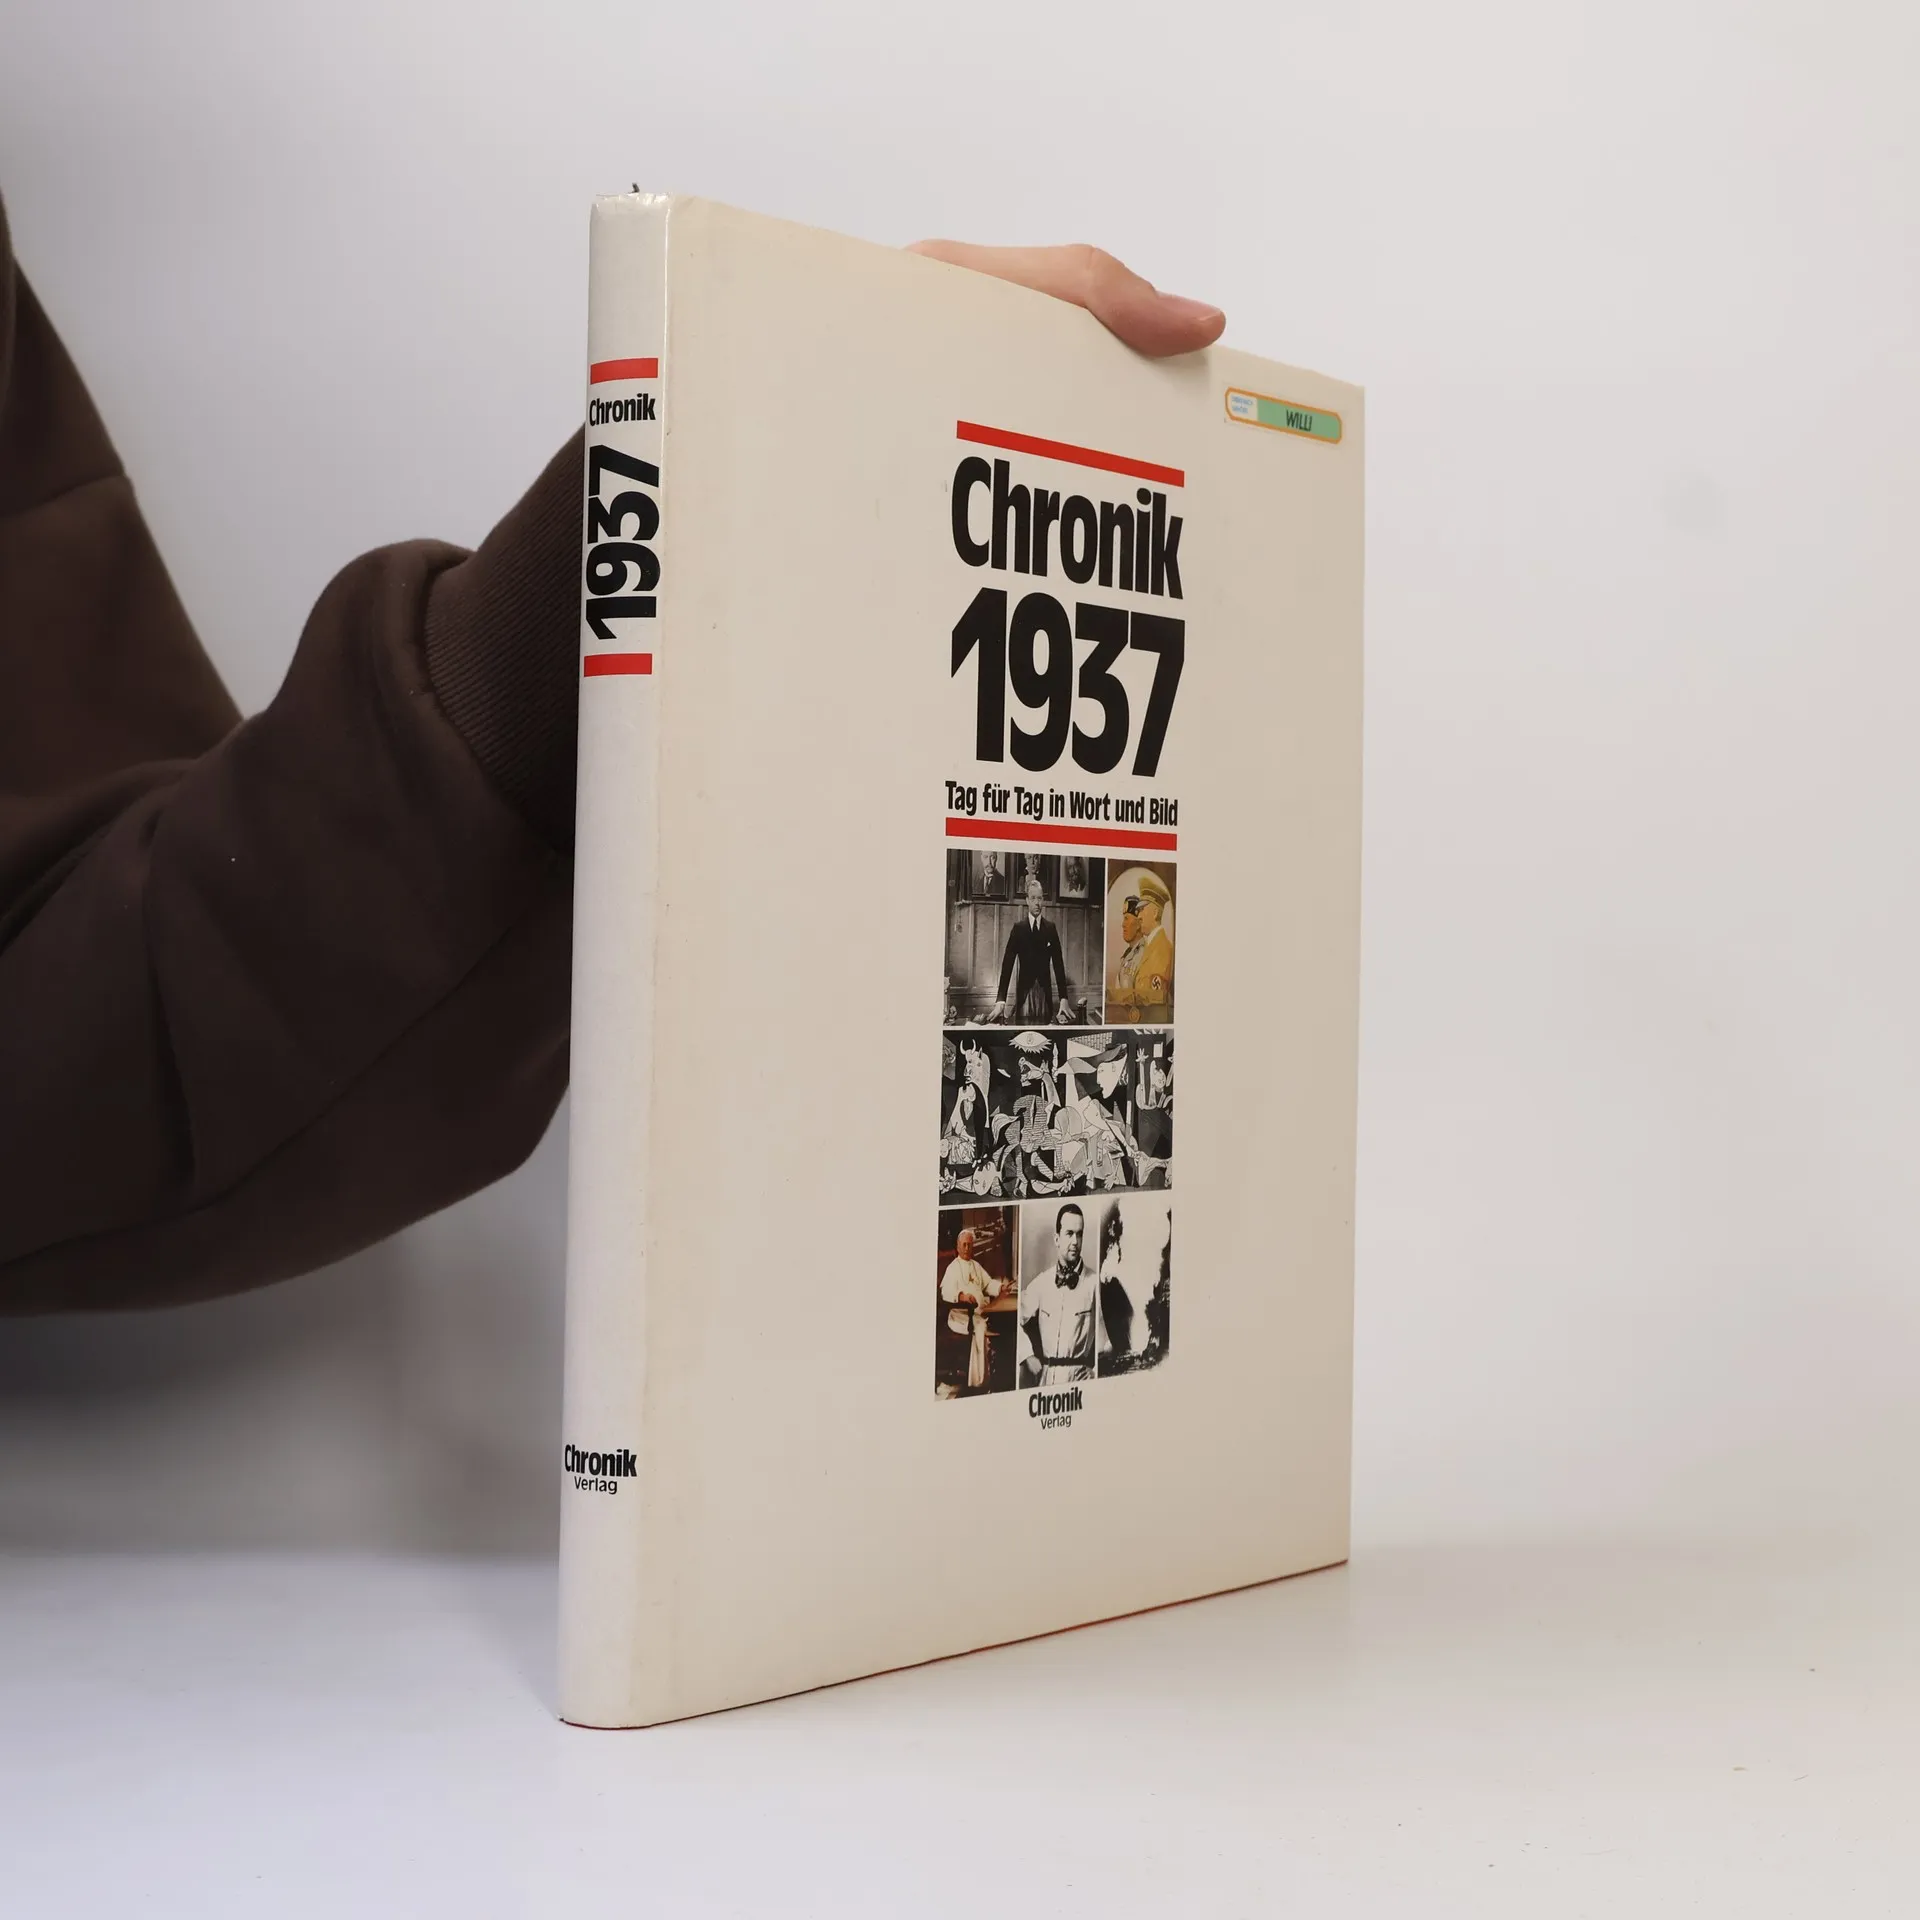 Chronik
1937
Chronik
Verlag
WILLI
Chronik
1937
Tag für Tag in Wort und Bild
Chronik
Verlag